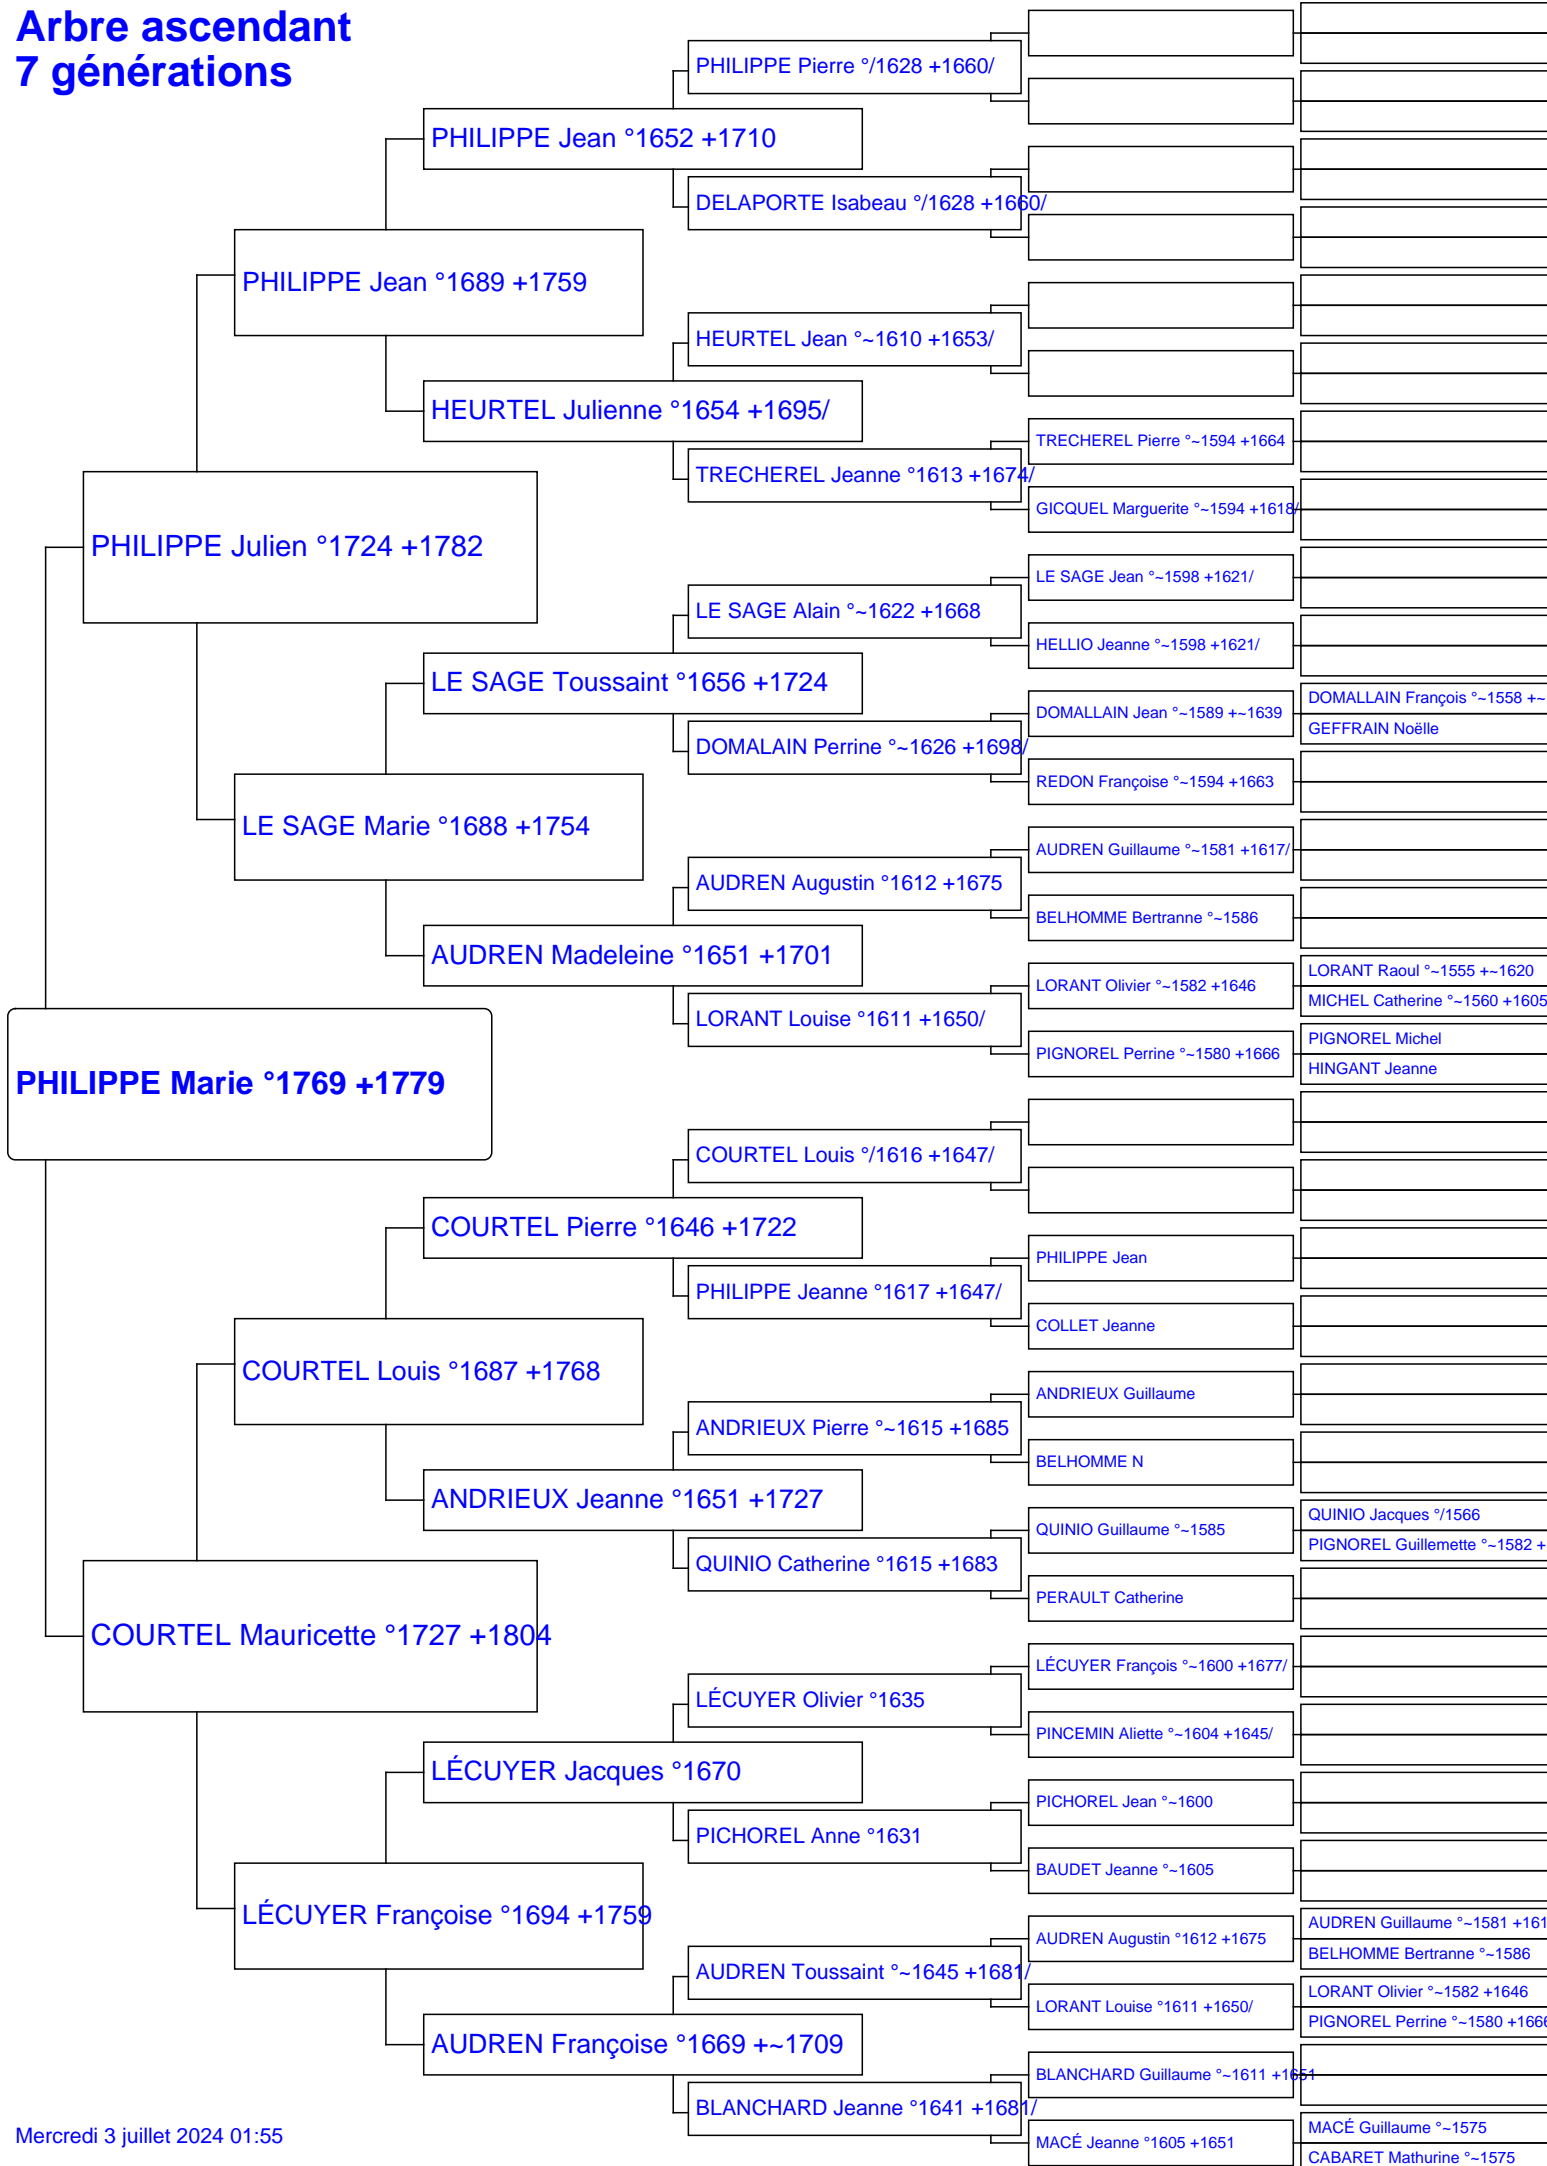 Arbre ascendant
7 générations
PHILIPPE Pierre °/1628 +1660/
PHILIPPE Jean °1652 +1710
DELAPORTE Isabeau °/1628 +1660/
PHILIPPE Jean °1689 +1759
HEURTEL Jean °~1610 +1653/
HEURTEL Julienne °1654 +1695/
TRECHEREL Pierre °~1594 +1664
TRECHEREL Jeanne °1613 +1674/
GICQUEL Marguerite °~1594 +1618/
PHILIPPE Julien °1724 +1782
LE SAGE Jean °~1598 +1621/
LE SAGE Alain °~1622 +1668
HELLIO Jeanne °~1598 +1621/
LE SAGE Toussaint °1656 +1724
DOMALLAIN François °~1558 +~
DOMALLAIN Jean °~1589 +~1639
GEFFRAIN Noëlle
DOMALAIN Perrine °~1626 +1698/
REDON Françoise °~1594 +1663
LE SAGE Marie °1688 +1754
AUDREN Guillaume °~1581 +1617/
AUDREN Augustin °1612 +1675
BELHOMME Bertranne °~1586
AUDREN Madeleine °1651 +1701
LORANT Raoul °~1555 +~1620
LORANT Olivier °~1582 +1646
MICHEL Catherine °~1560 +1605
LORANT Louise °1611 +1650/
PIGNOREL Michel
PIGNOREL Perrine °~1580 +1666
HINGANT Jeanne
PHILIPPE Marie °1769 +1779
COURTEL Louis °/1616 +1647/
COURTEL Pierre °1646 +1722
PHILIPPE Jean
PHILIPPE Jeanne °1617 +1647/
COLLET Jeanne
COURTEL Louis °1687 +1768
ANDRIEUX Guillaume
ANDRIEUX Pierre °~1615 +1685
BELHOMME N
ANDRIEUX Jeanne °1651 +1727
QUINIO Jacques °/1566
QUINIO Guillaume °~1585
PIGNOREL Guillemette °~1582 +
QUINIO Catherine °1615 +1683
PERAULT Catherine
COURTEL Mauricette °1727 +1804
LÉCUYER François °~1600 +1677/
LÉCUYER Olivier °1635
PINCEMIN Aliette °~1604 +1645/
LÉCUYER Jacques °1670
PICHOREL Jean °~1600
PICHOREL Anne °1631
BAUDET Jeanne °~1605
LÉCUYER Françoise °1694 +1759
AUDREN Guillaume °~1581 +161
AUDREN Augustin °1612 +1675
BELHOMME Bertranne °~1586
AUDREN Toussaint °~1645 +1681/
LORANT Olivier °~1582 +1646
LORANT Louise °1611 +1650/
PIGNOREL Perrine °~1580 +1666
AUDREN Françoise °1669 +~1709
BLANCHARD Guillaume °~1611 +1651
BLANCHARD Jeanne °1641 +1681/
MACÉ Guillaume °~1575
MACÉ Jeanne °1605 +1651
CABARET Mathurine °~1575
Mercredi 3 juillet 2024 01:55